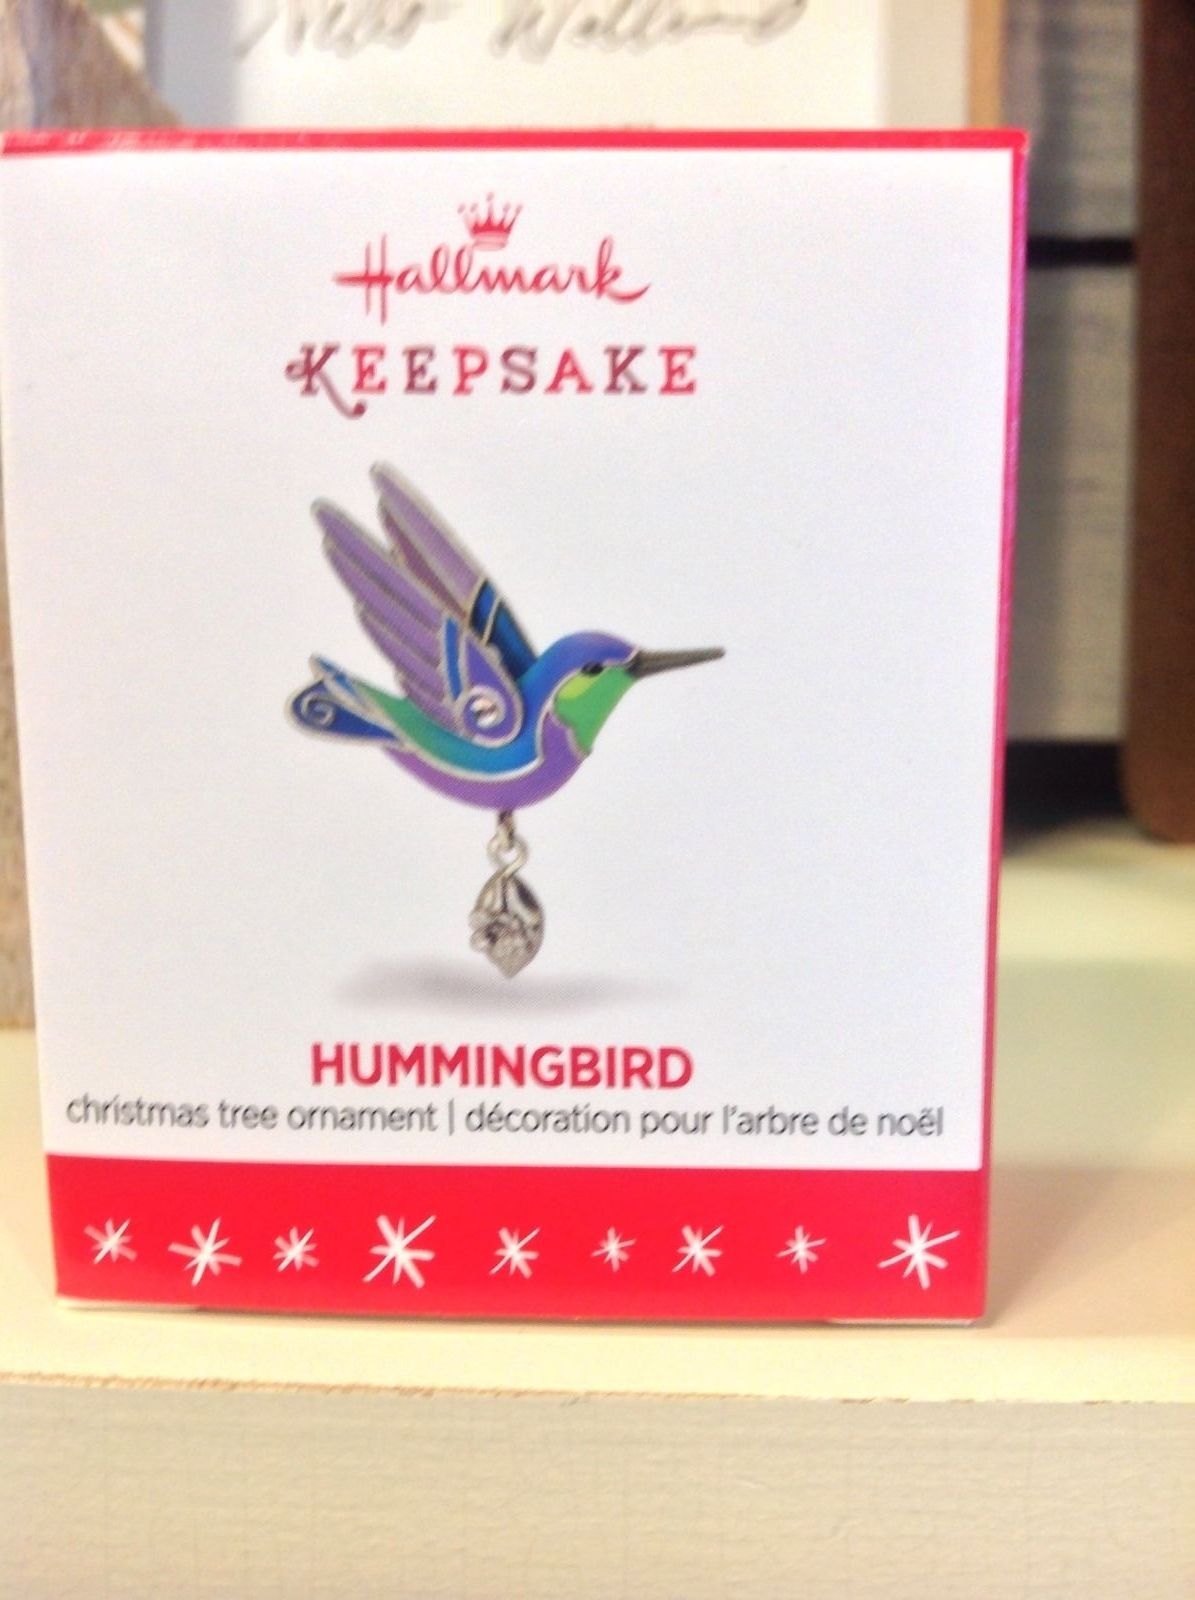 Hallmark
KEEPSAKE
HUMMINGBIRD
christmas tree ornament | décoration pour l'arbre de noël